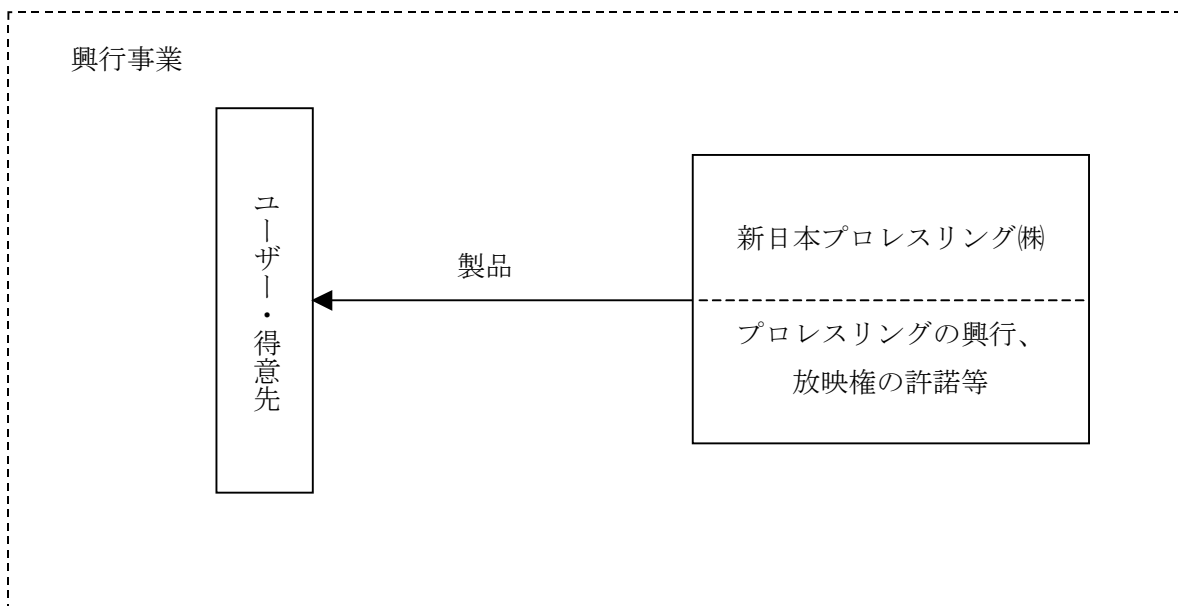 興行事業
ユーザー・得意先
製品
新日本プロレスリング㈱
プロレスリングの興行、
放映権の許諾等